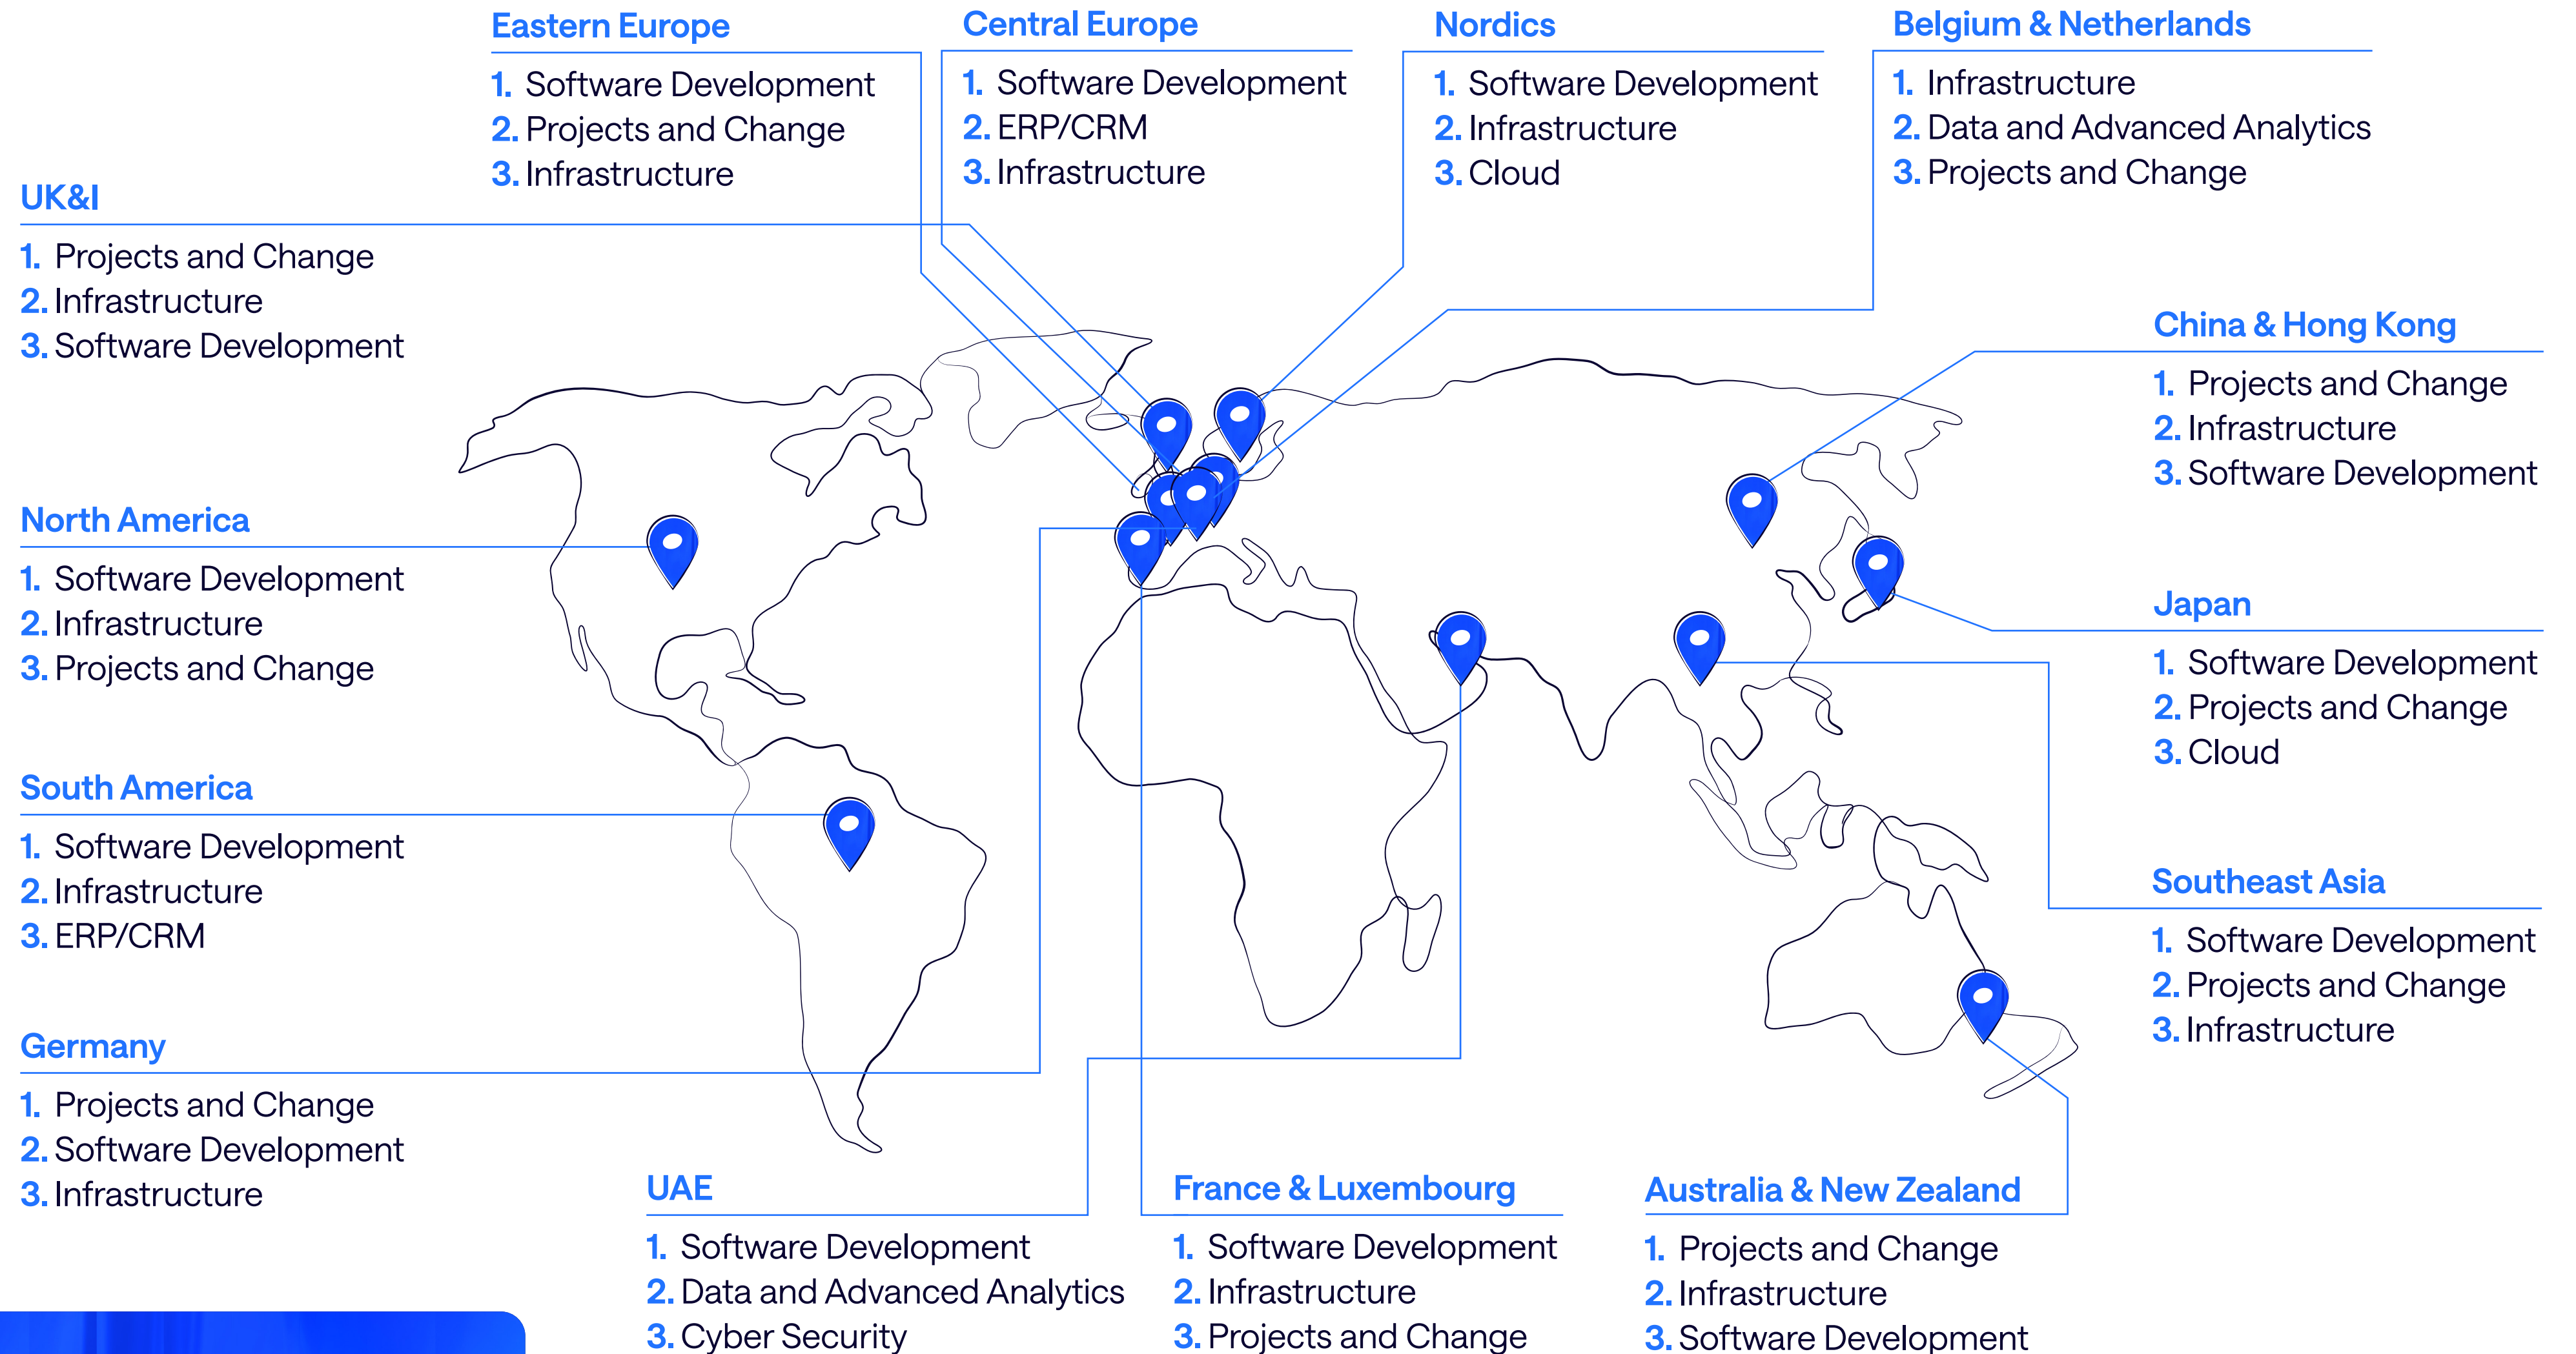 Eastern Europe
1. Software Development
2. Projects and Change
3. Infrastructure
Central Europe
1. Software Development
2. ERP/CRM
3. Infrastructure
Nordics
1. Software Development
2. Infrastructure
3. Cloud
Belgium & Netherlands
1. Infrastructure
2. Data and Advanced Analytics
3. Projects and Change
UK&I
1. Projects and Change
2. Infrastructure
3. Software Development
China & Hong Kong
1. Projects and Change
2. Infrastructure
3. Software Development
North America
1. Software Development
2. Infrastructure
3. Projects and Change
Japan
1. Software Development
2. Projects and Change
3. Cloud
South America
1. Software Development
2. Infrastructure
3. ERP/CRM
Southeast Asia
1. Software Development
2. Projects and Change
3. Infrastructure
Germany
1. Projects and Change
2. Software Development
3. Infrastructure
UAE
1. Software Development
2. Data and Advanced Analytics
3. Cyber Security
France & Luxembourg
1. Software Development
2. Infrastructure
3. Projects and Change
Australia & New Zealand
1. Projects and Change
2. Infrastructure
3. Software Development